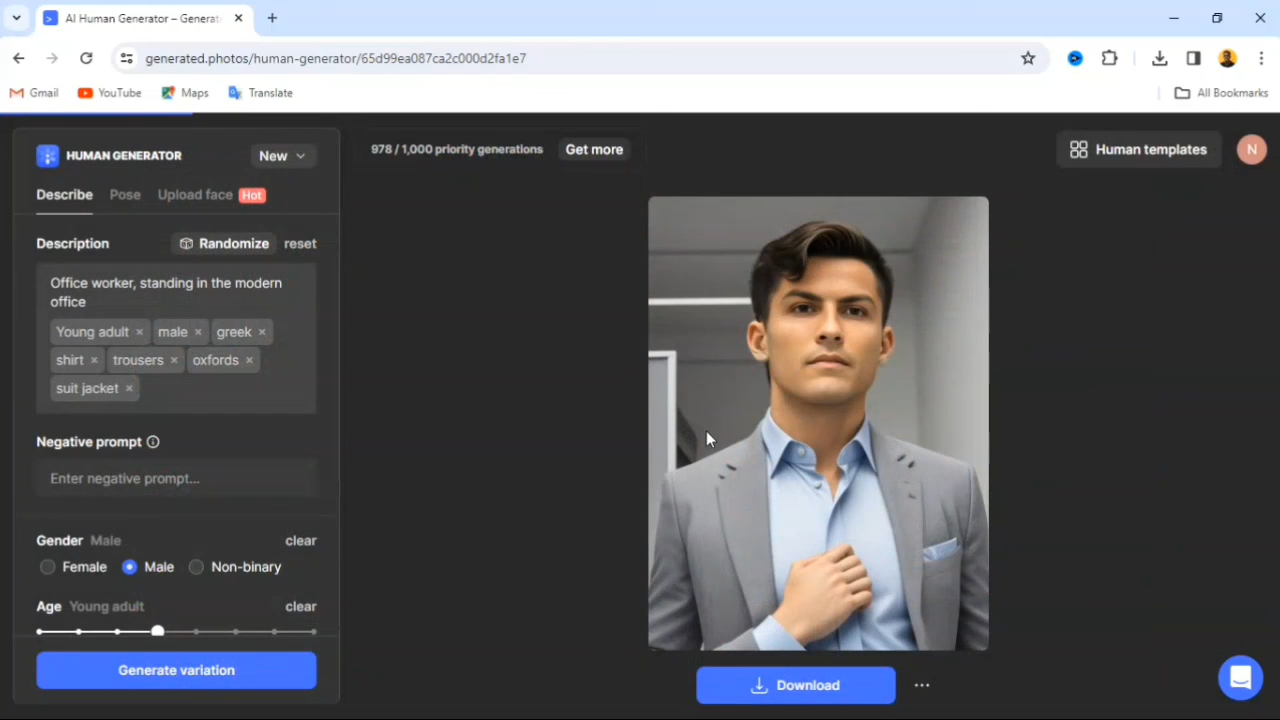 AI Human Generator – Generat
generated.photos/human-generator/65d99ea087ca2c000d2fa1e7
Gmail YouTube Maps Translate All Bookmarks
HUMAN GENERATOR New
978 / 1,000 priority generations Get more
Human templates N
Describe Pose Upload face Hot
Description Randomize reset
Office worker, standing in the modern
office
Young adult × male × greek ×
shirt × trousers × oxfords ×
suit jacket ×
Negative prompt
Enter negative prompt...
Gender Male clear
Female Male Non-binary
Age Young adult clear
Generate variation
Download ...